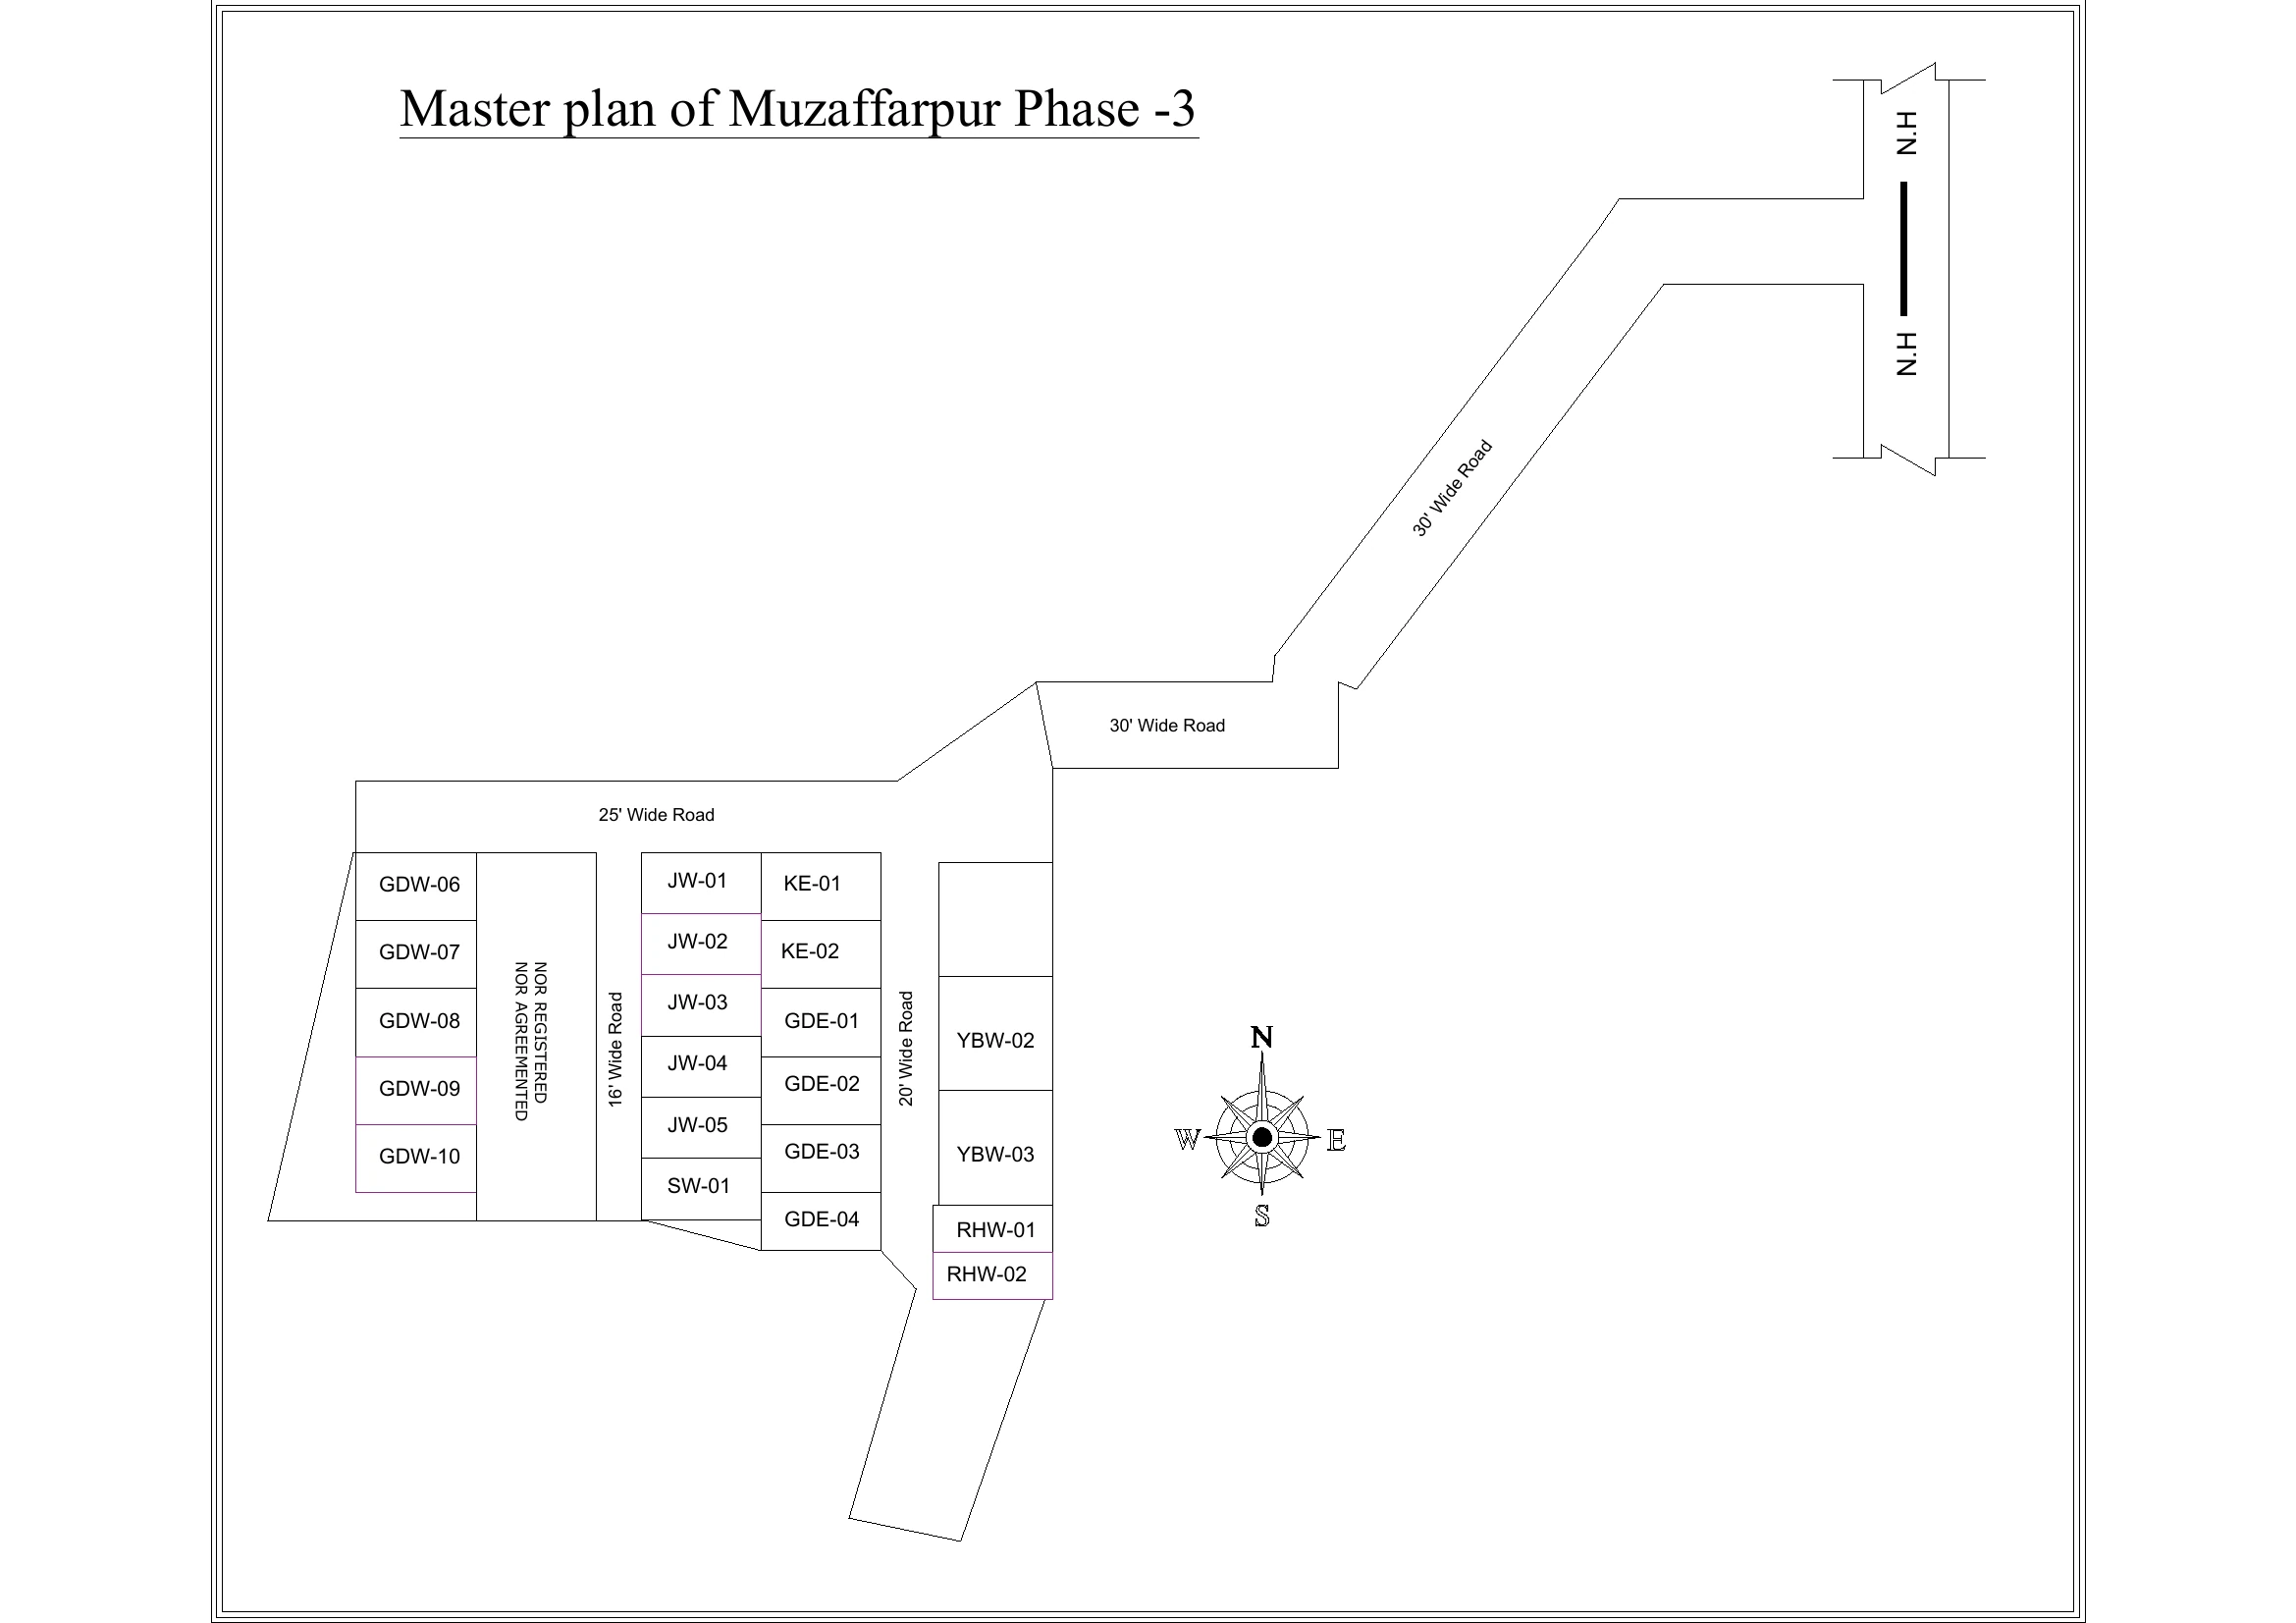 Master plan of Muzaffarpur Phase -3
N.H
N.H
30' Wide Road
30' Wide Road
25' Wide Road
GDW-06
GDW-07
GDW-08
GDW-09
GDW-10
NOR REGISTERED
NOR AGREEMENTED
16' Wide Road
JW-01
JW-02
JW-03
JW-04
JW-05
SW-01
KE-01
KE-02
GDE-01
GDE-02
GDE-03
GDE-04
20' Wide Road
YBW-02
YBW-03
RHW-01
RHW-02
N
W
E
S